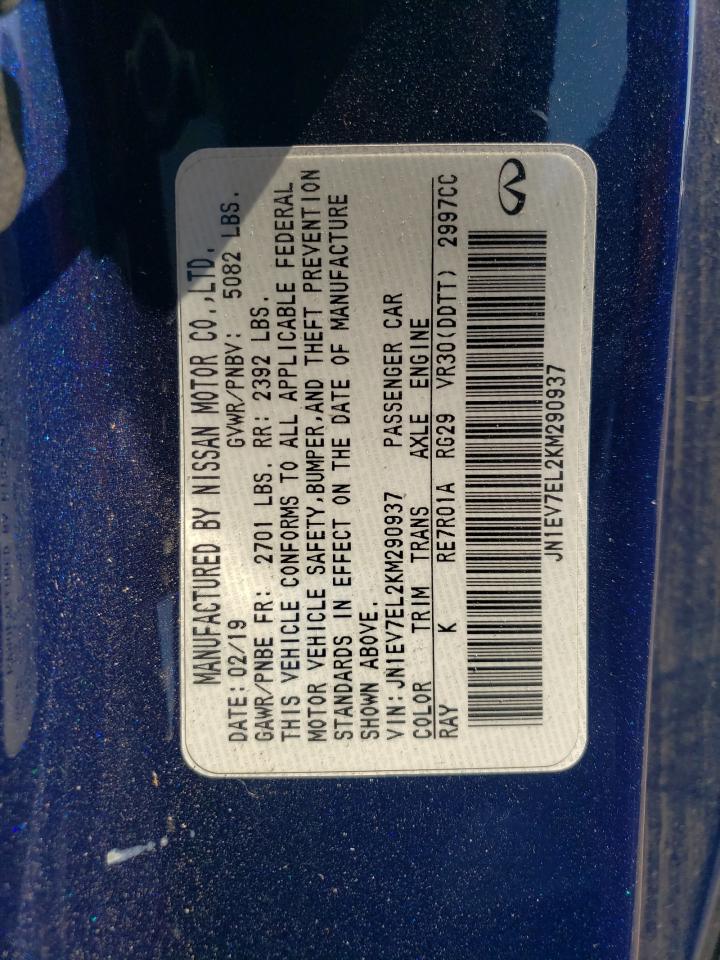 MANUFACTURED BY NISSAN MOTOR CO.,LTD.
DATE: 02/19 GVWR/PNBV: 5082 LBS.
GAWR/PNBE FR: 2701 LBS. RR: 2392 LBS.
THIS VEHICLE CONFORMS TO ALL APPLICABLE FEDERAL
MOTOR VEHICLE SAFETY,BUMPER,AND THEFT PREVENTION
STANDARDS IN EFFECT ON THE DATE OF MANUFACTURE
SHOWN ABOVE.
VIN:JN1EV7EL2KM290937 PASSENGER CAR
COLOR TRIM TRANS AXLE ENGINE
RAY K RE7R01A RG29 VR30(DDTT) 2997CC
JN1EV7EL2KM290937